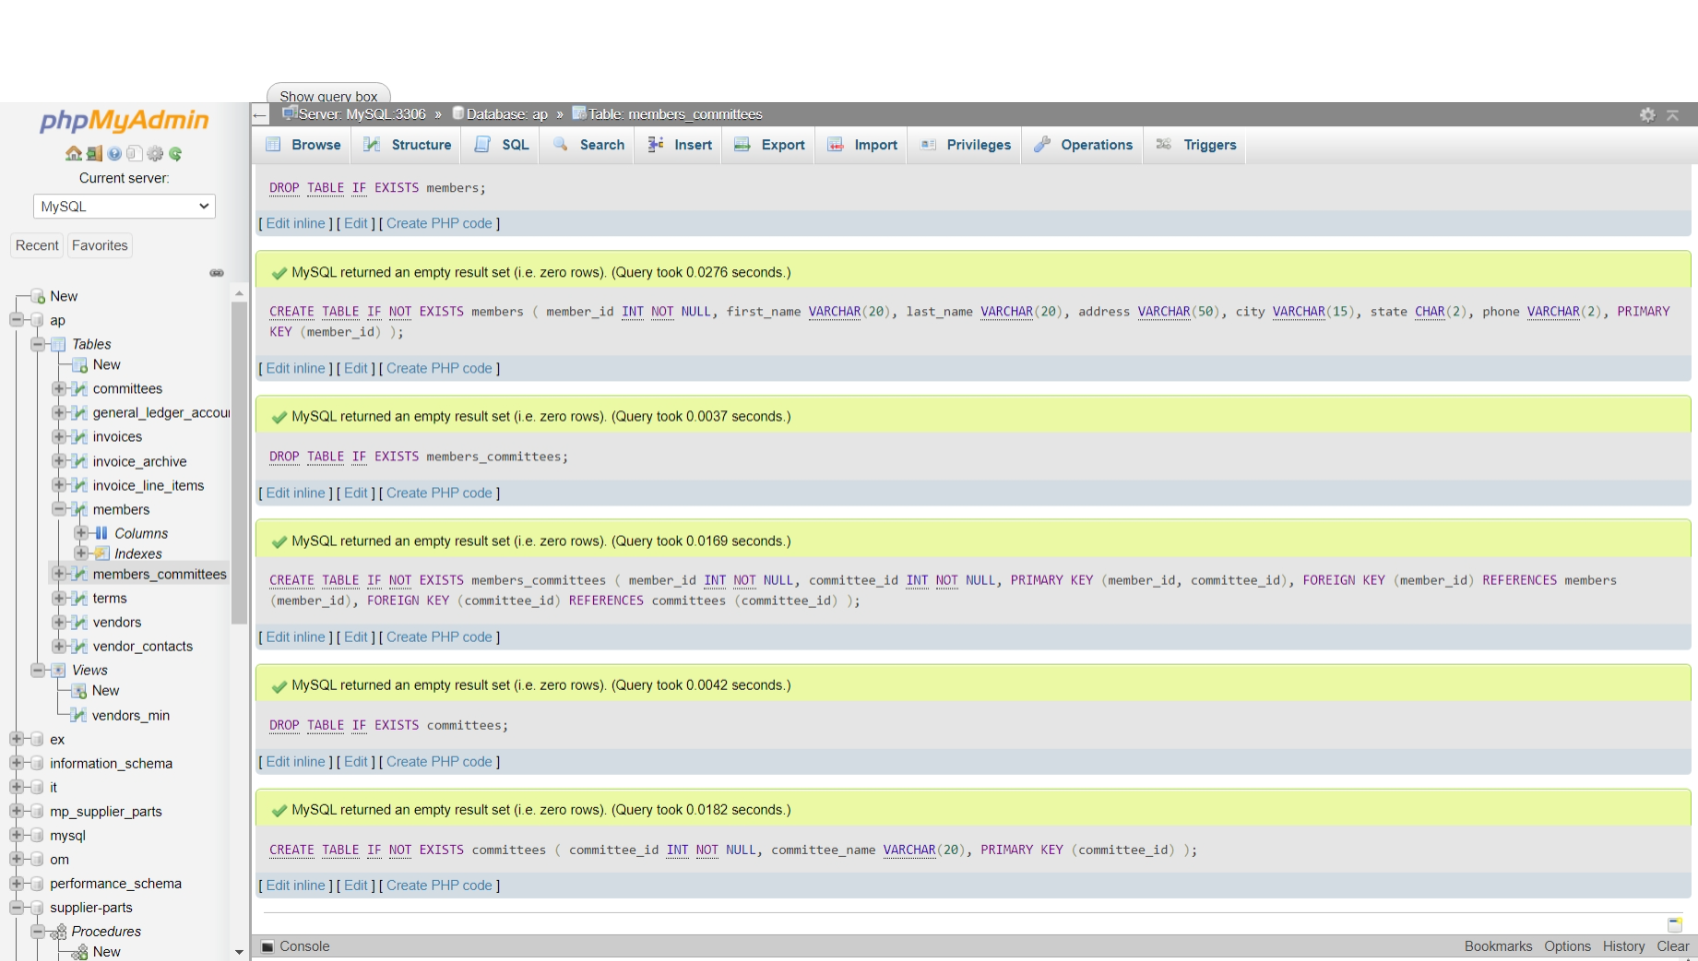 Show query box
phpMyAdmin
Current server:
MySQL
Recent Favorites
New
ap
Tables
New
committees
general_ledger_accou
invoices
invoice_archive
invoice_line_items
members
Columns
Indexes
members_committees
terms
vendors
vendor_contacts
Views
New
vendors_min
ex
information_schema
it
mp_supplier_parts
mysql
om
performance_schema
supplier-parts
Procedures
New
Server: MySQL:3306 » Database: ap » Table: members_committees
Browse Structure SQL Search Insert Export Import Privileges Operations Triggers
DROP TABLE IF EXISTS members;
[ Edit inline ] [ Edit ] [ Create PHP code ]
MySQL returned an empty result set (i.e. zero rows). (Query took 0.0276 seconds.)
CREATE TABLE IF NOT EXISTS members ( member_id INT NOT NULL, first_name VARCHAR(20), last_name VARCHAR(20), address VARCHAR(50), city VARCHAR(15), state CHAR(2), phone VARCHAR(2), PRIMARY
KEY (member_id) );
[ Edit inline ] [ Edit ] [ Create PHP code ]
MySQL returned an empty result set (i.e. zero rows). (Query took 0.0037 seconds.)
DROP TABLE IF EXISTS members_committees;
[ Edit inline ] [ Edit ] [ Create PHP code ]
MySQL returned an empty result set (i.e. zero rows). (Query took 0.0169 seconds.)
CREATE TABLE IF NOT EXISTS members_committees ( member_id INT NOT NULL, committee_id INT NOT NULL, PRIMARY KEY (member_id, committee_id), FOREIGN KEY (member_id) REFERENCES members
(member_id), FOREIGN KEY (committee_id) REFERENCES committees (committee_id) );
[ Edit inline ] [ Edit ] [ Create PHP code ]
MySQL returned an empty result set (i.e. zero rows). (Query took 0.0042 seconds.)
DROP TABLE IF EXISTS committees;
[ Edit inline ] [ Edit ] [ Create PHP code ]
MySQL returned an empty result set (i.e. zero rows). (Query took 0.0182 seconds.)
CREATE TABLE IF NOT EXISTS committees ( committee_id INT NOT NULL, committee_name VARCHAR(20), PRIMARY KEY (committee_id) );
[ Edit inline ] [ Edit ] [ Create PHP code ]
Console Bookmarks Options History Clear